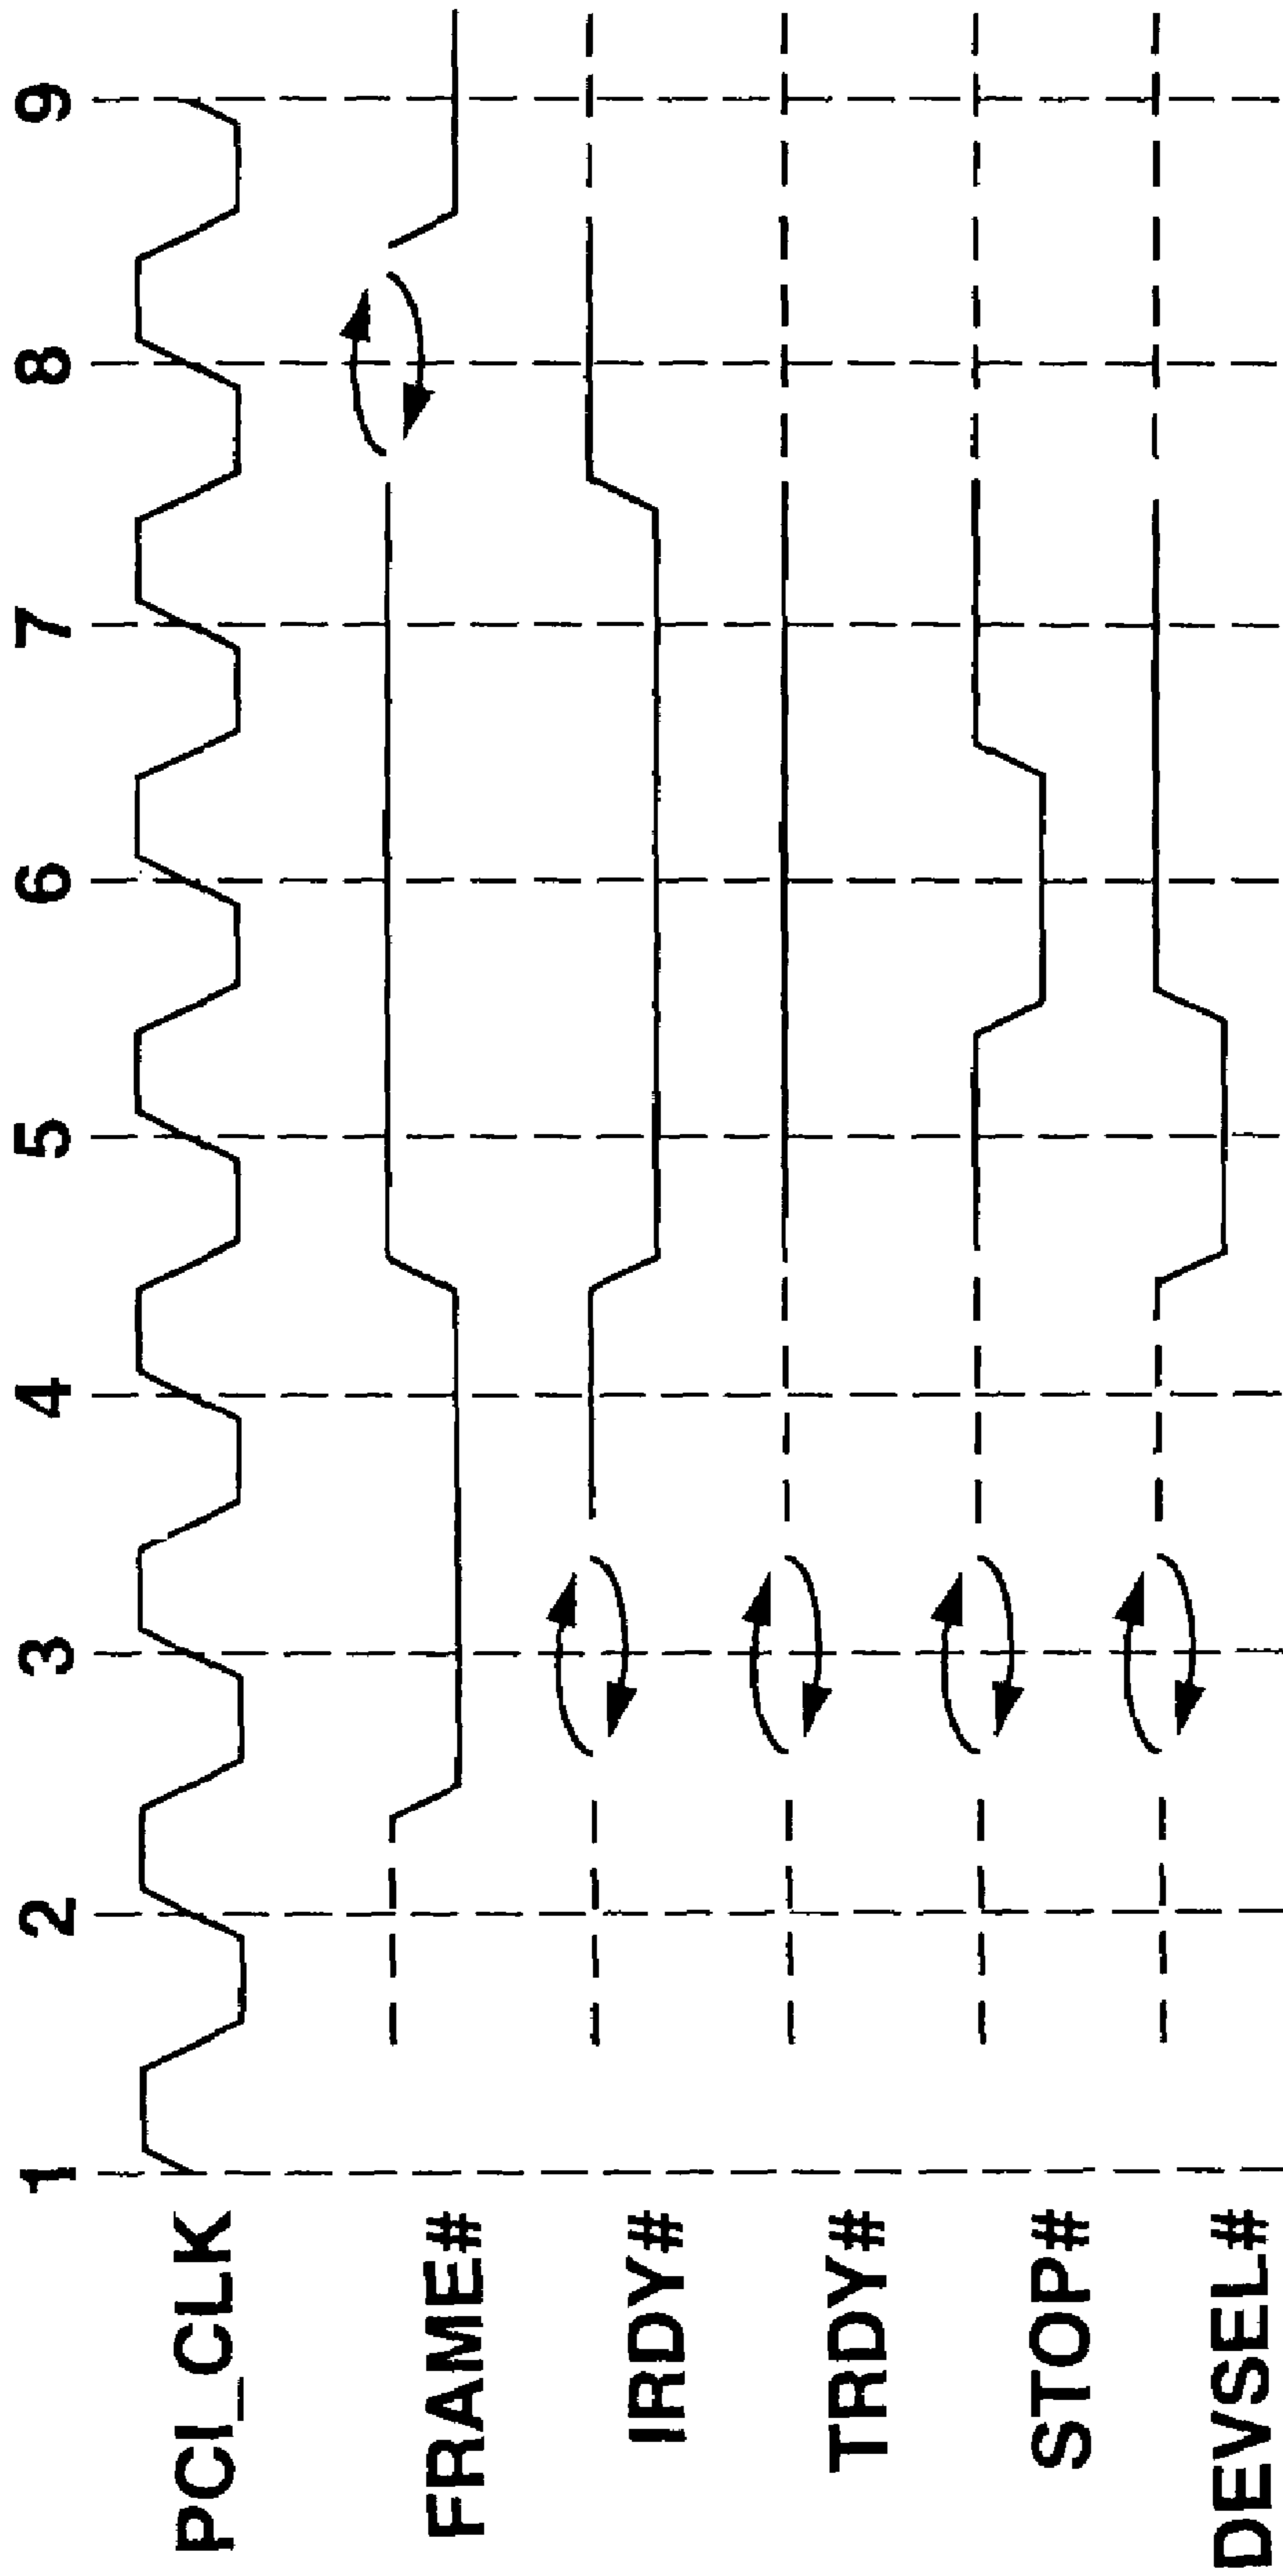 1 2 3 4 5 6 7 8 9
PCI_CLK
FRAME#
IRDY#
TRDY#
STOP#
DEVSEL#